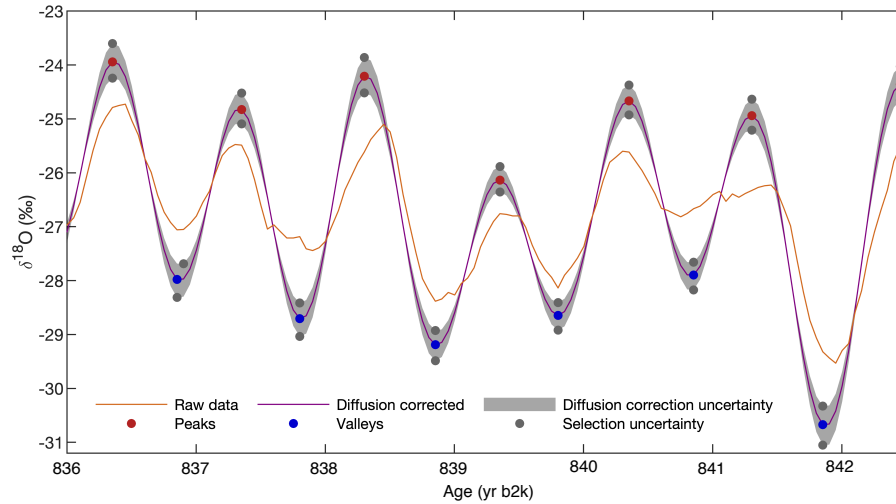 -23
-24
-25
-26
-27
-28
-29
-30
-31
δ¹⁸O (‰)
Raw data Diffusion corrected Diffusion correction uncertainty
Peaks Valleys Selection uncertainty
836 837 838 839 840 841 842
Age (yr b2k)